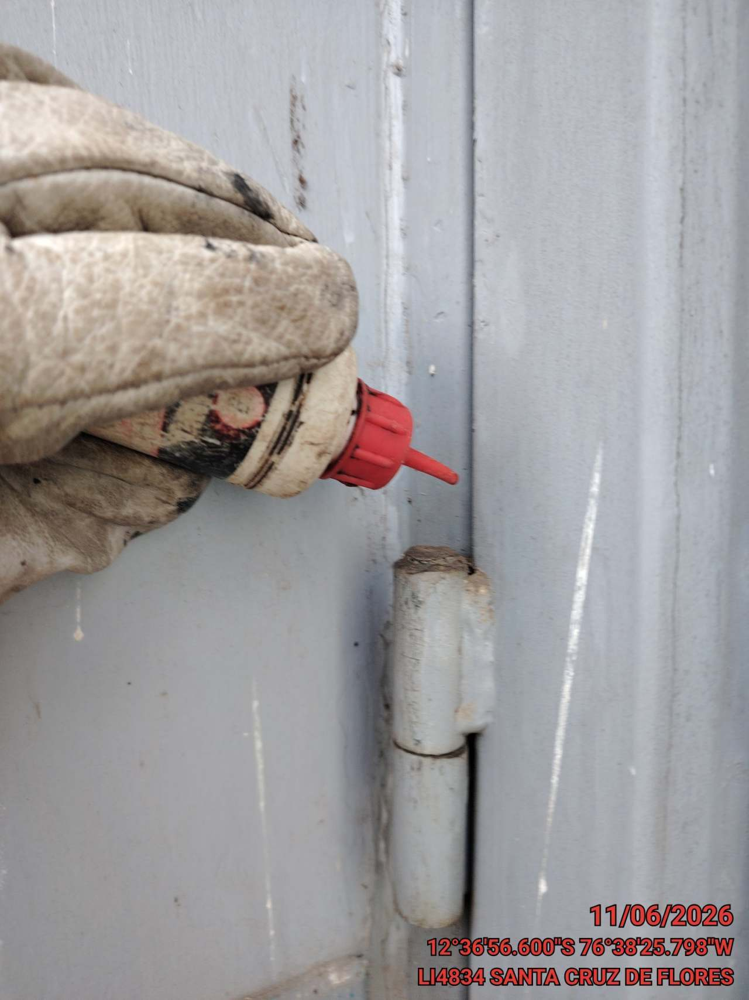 11/06/2026
12°36'56.600"S 76°38'25.798"W
LI4834 SANTA CRUZ DE FLORES